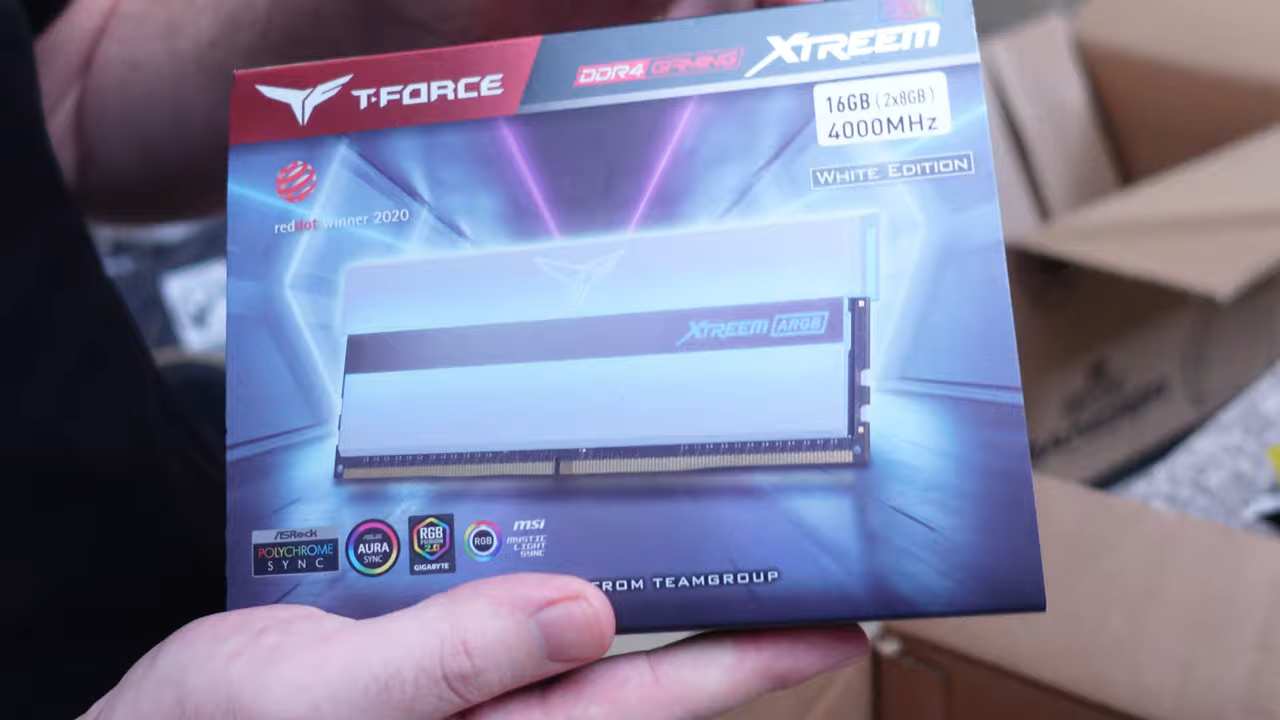 T-FORCE
DDR4 GAMING
XTREEM
16GB (2x8GB)
4000MHz
WHITE EDITION
reddot winner 2020
XTREEM ARGB
ASRock
POLYCHROME
SYNC
ASUS
AURA
SYNC
RGB
FUSION
2.0
GIGABYTE
RGB
msi
MYSTIC
LIGHT
SYNC
FROM TEAMGROUP